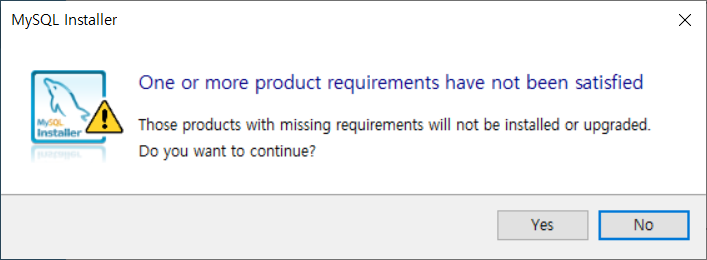 MySQL Installer
One or more product requirements have not been satisfied
MySQL
Installer
Those products with missing requirements will not be installed or upgraded.
Do you want to continue?
Yes
No